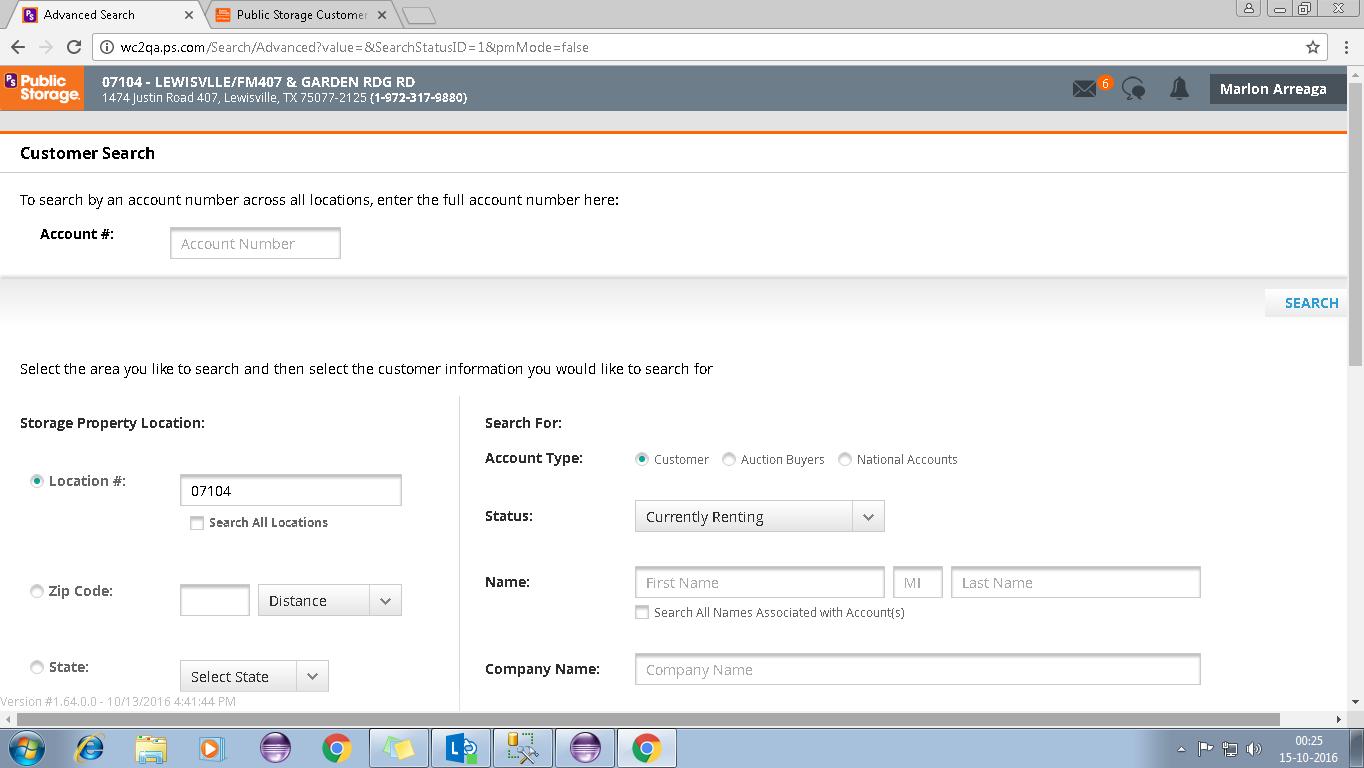 Advanced Search
Public Storage Customer
wc2qa.ps.com/Search/Advanced?value=&SearchStatusID=1&pmMode=false
PS Public Storage
07104 - LEWISVLLE/FM407 & GARDEN RDG RD
1474 Justin Road 407, Lewisville, TX 75077-2125 (1-972-317-9880)
6
Marlon Arreaga
Customer Search
To search by an account number across all locations, enter the full account number here:
Account #: Account Number
SEARCH
Select the area you like to search and then select the customer information you would like to search for
Storage Property Location:
Location #: 07104
Search All Locations
Zip Code: Distance
State: Select State
Search For:
Account Type: Customer Auction Buyers National Accounts
Status: Currently Renting
Name: First Name MI Last Name
Search All Names Associated with Account(s)
Company Name: Company Name
Version #1.64.0.0 - 10/13/2016 4:41:44 PM
00:25
15-10-2016